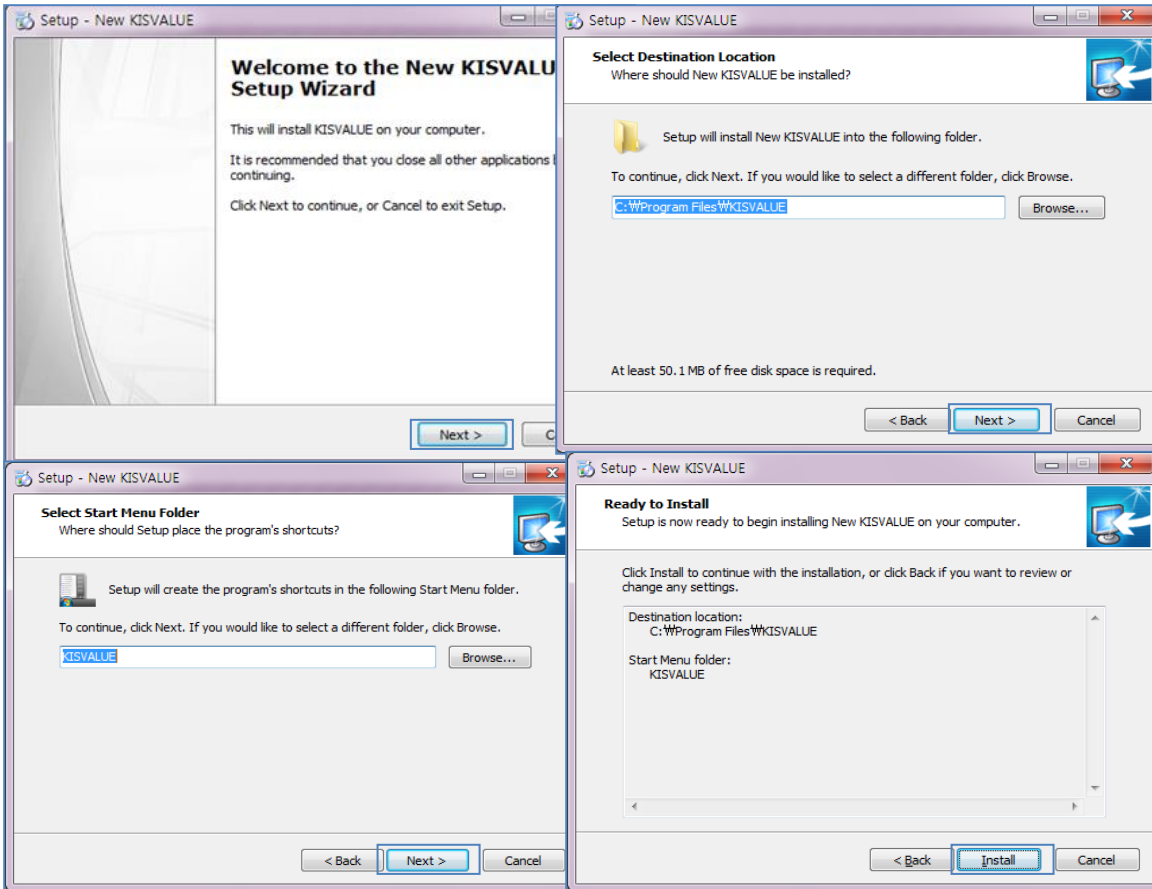 Setup - New KISVALUE
Welcome to the New KISVALU
Setup Wizard
This will install KISVALUE on your computer.
It is recommended that you close all other applications
continuing.
Click Next to continue, or Cancel to exit Setup.
Next >
C
Setup - New KISVALUE
Select Destination Location
Where should New KISVALUE be installed?
Setup will install New KISVALUE into the following folder.
To continue, click Next. If you would like to select a different folder, click Browse.
C:₩Program Files₩KISVALUE
Browse...
At least 50.1 MB of free disk space is required.
< Back Next > Cancel
Setup - New KISVALUE
Select Start Menu Folder
Where should Setup place the program's shortcuts?
Setup will create the program's shortcuts in the following Start Menu folder.
To continue, click Next. If you would like to select a different folder, click Browse.
KISVALUE
Browse...
< Back Next > Cancel
Setup - New KISVALUE
Ready to Install
Setup is now ready to begin installing New KISVALUE on your computer.
Click Install to continue with the installation, or click Back if you want to review or
change any settings.
Destination location:
C:₩Program Files₩KISVALUE
Start Menu folder:
KISVALUE
< Back Install Cancel